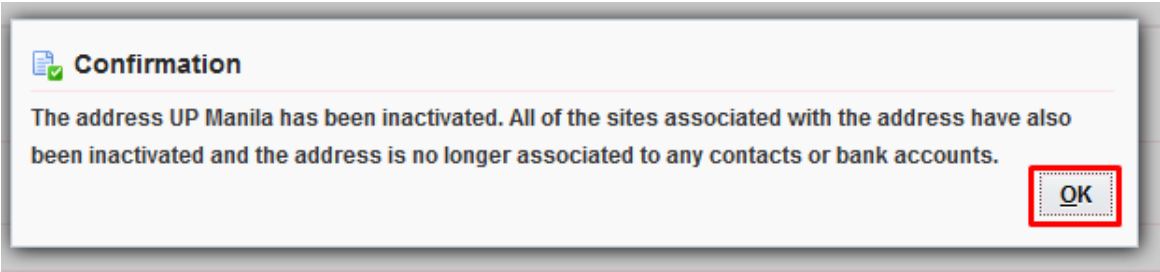 Confirmation
The address UP Manila has been inactivated. All of the sites associated with the address have also
been inactivated and the address is no longer associated to any contacts or bank accounts.
OK